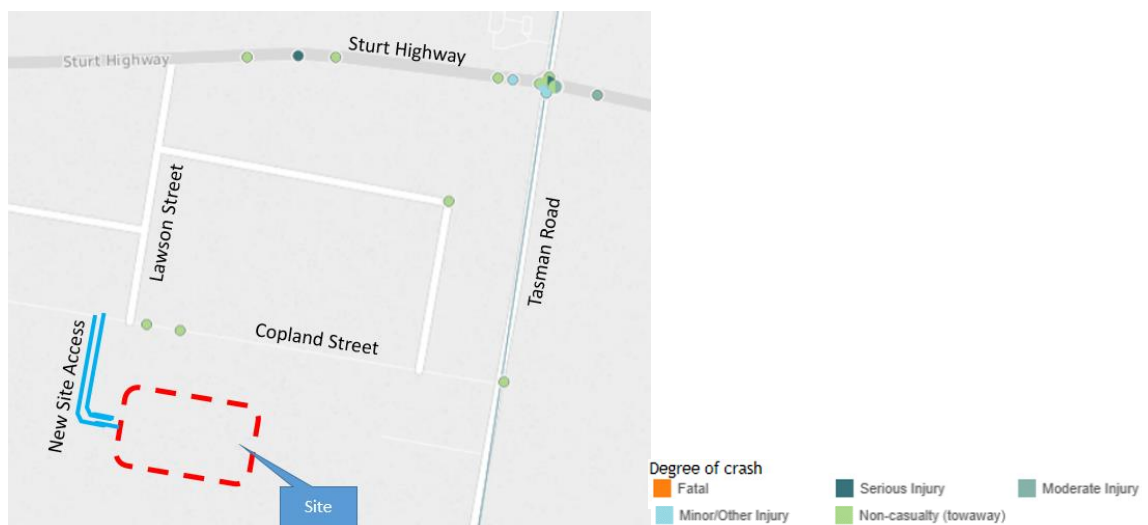 Sturt Highway
Sturt Highway
Lawson Street
Tasman Road
Copland Street
New Site Access
Site
Degree of crash
Fatal
Serious Injury
Moderate Injury
Minor/Other Injury
Non-casualty (towaway)